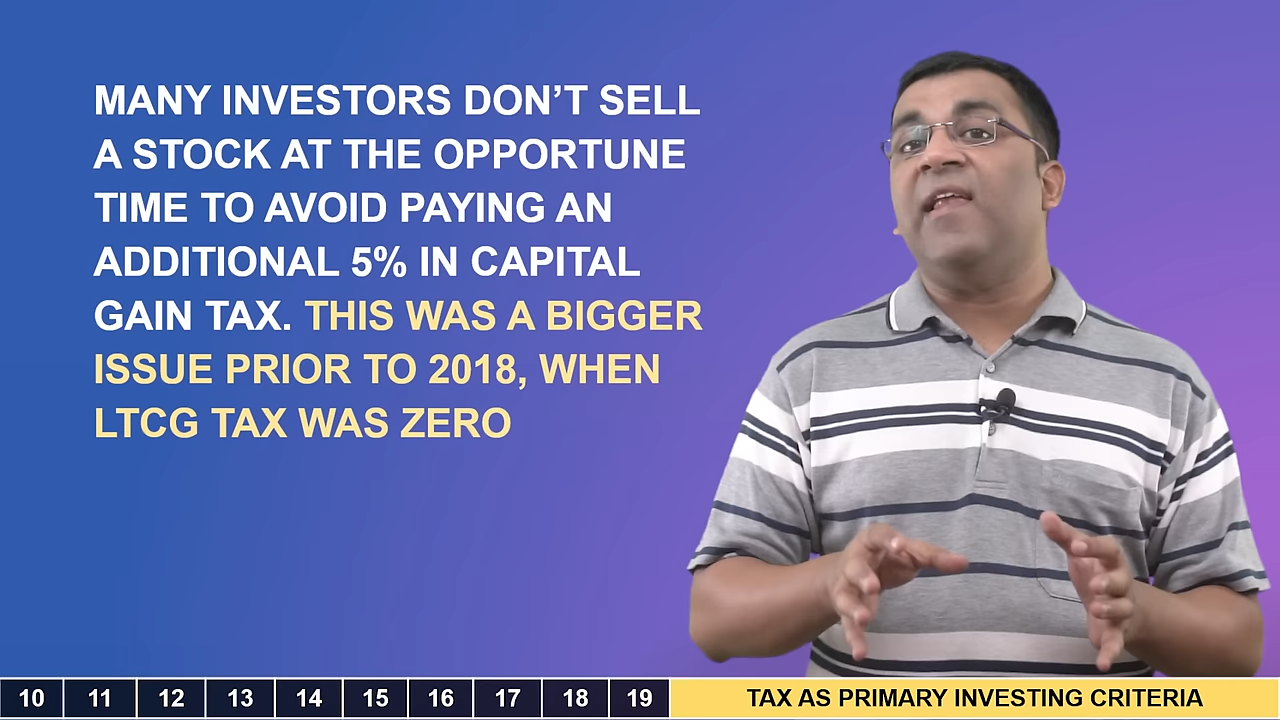 MANY INVESTORS DON’T SELL
A STOCK AT THE OPPORTUNE
TIME TO AVOID PAYING AN
ADDITIONAL 5% IN CAPITAL
GAIN TAX. THIS WAS A BIGGER
ISSUE PRIOR TO 2018, WHEN
LTCG TAX WAS ZERO
10 11 12 13 14 15 16 17 18 19 TAX AS PRIMARY INVESTING CRITERIA